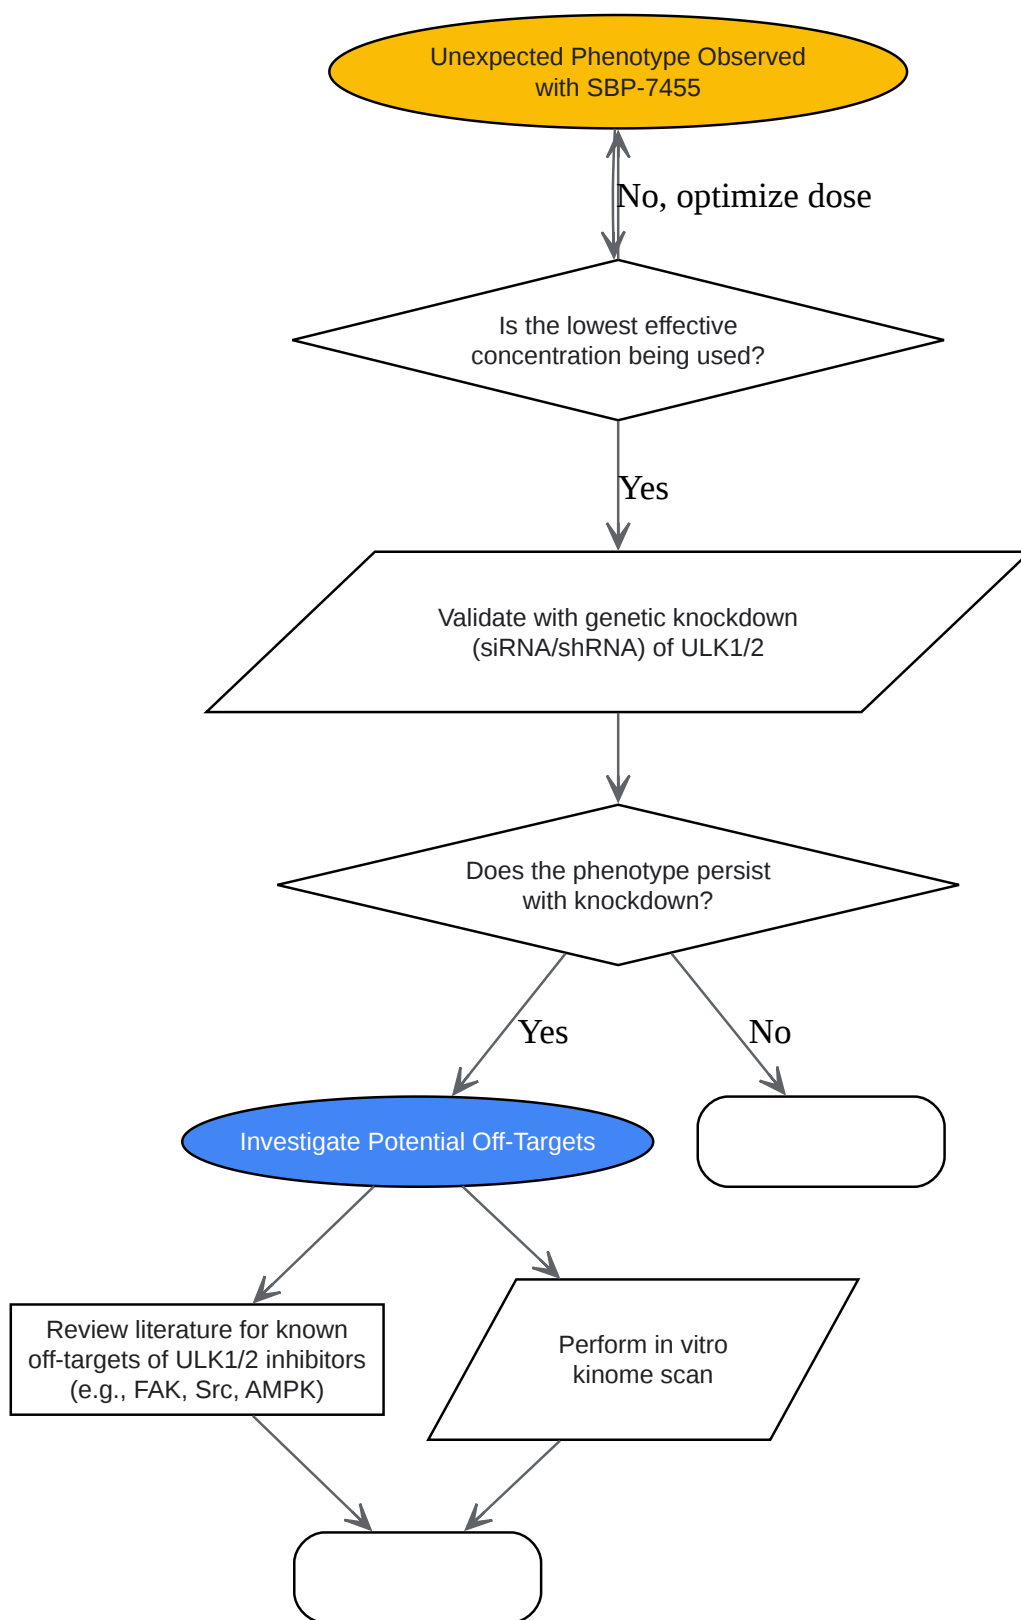 Unexpected Phenotype Observed
with SBP-7455
No, optimize dose
Is the lowest effective
concentration being used?
Yes
Validate with genetic knockdown
(siRNA/shRNA) of ULK1/2
Does the phenotype persist
with knockdown?
Yes
No
Investigate Potential Off-Targets
Review literature for known
off-targets of ULK1/2 inhibitors
(e.g., FAK, Src, AMPK)
Perform in vitro
kinome scan